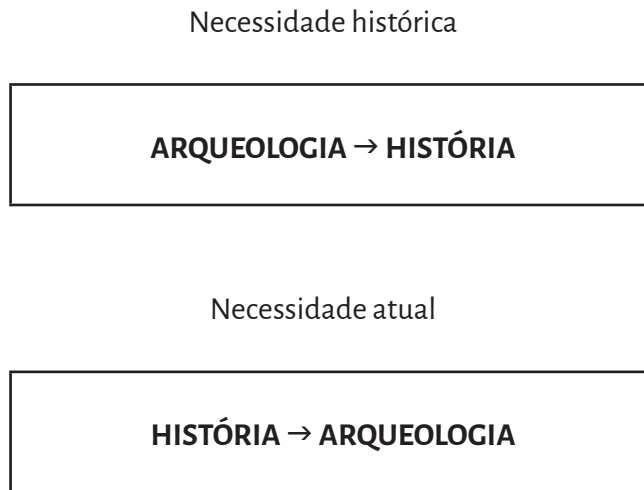 Necessidade histórica
ARQUEOLOGIA → HISTÓRIA
Necessidade atual
HISTÓRIA → ARQUEOLOGIA